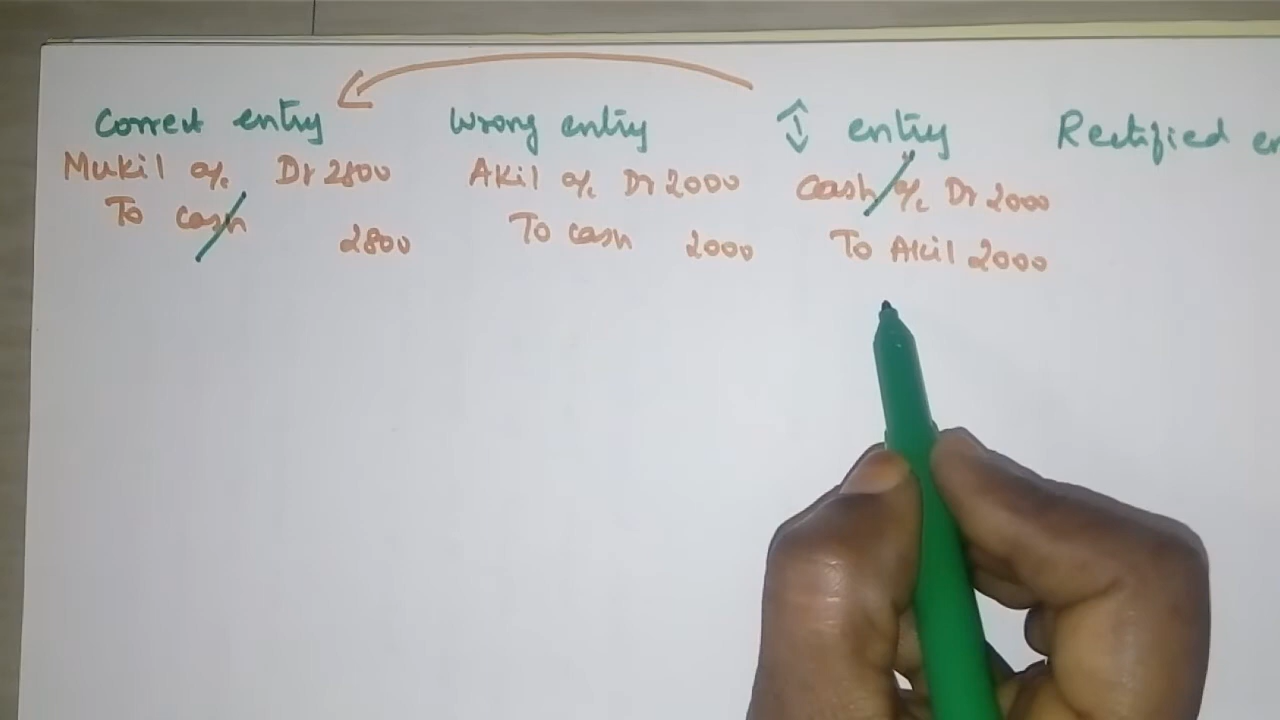 Correct entry Wrong entry entry Rectified en
Mukil a/c Dr 2800 Akil a/c Dr 2000 Cash a/c Dr 2000
To cash 2800 To cash 2000 To Akil 2000